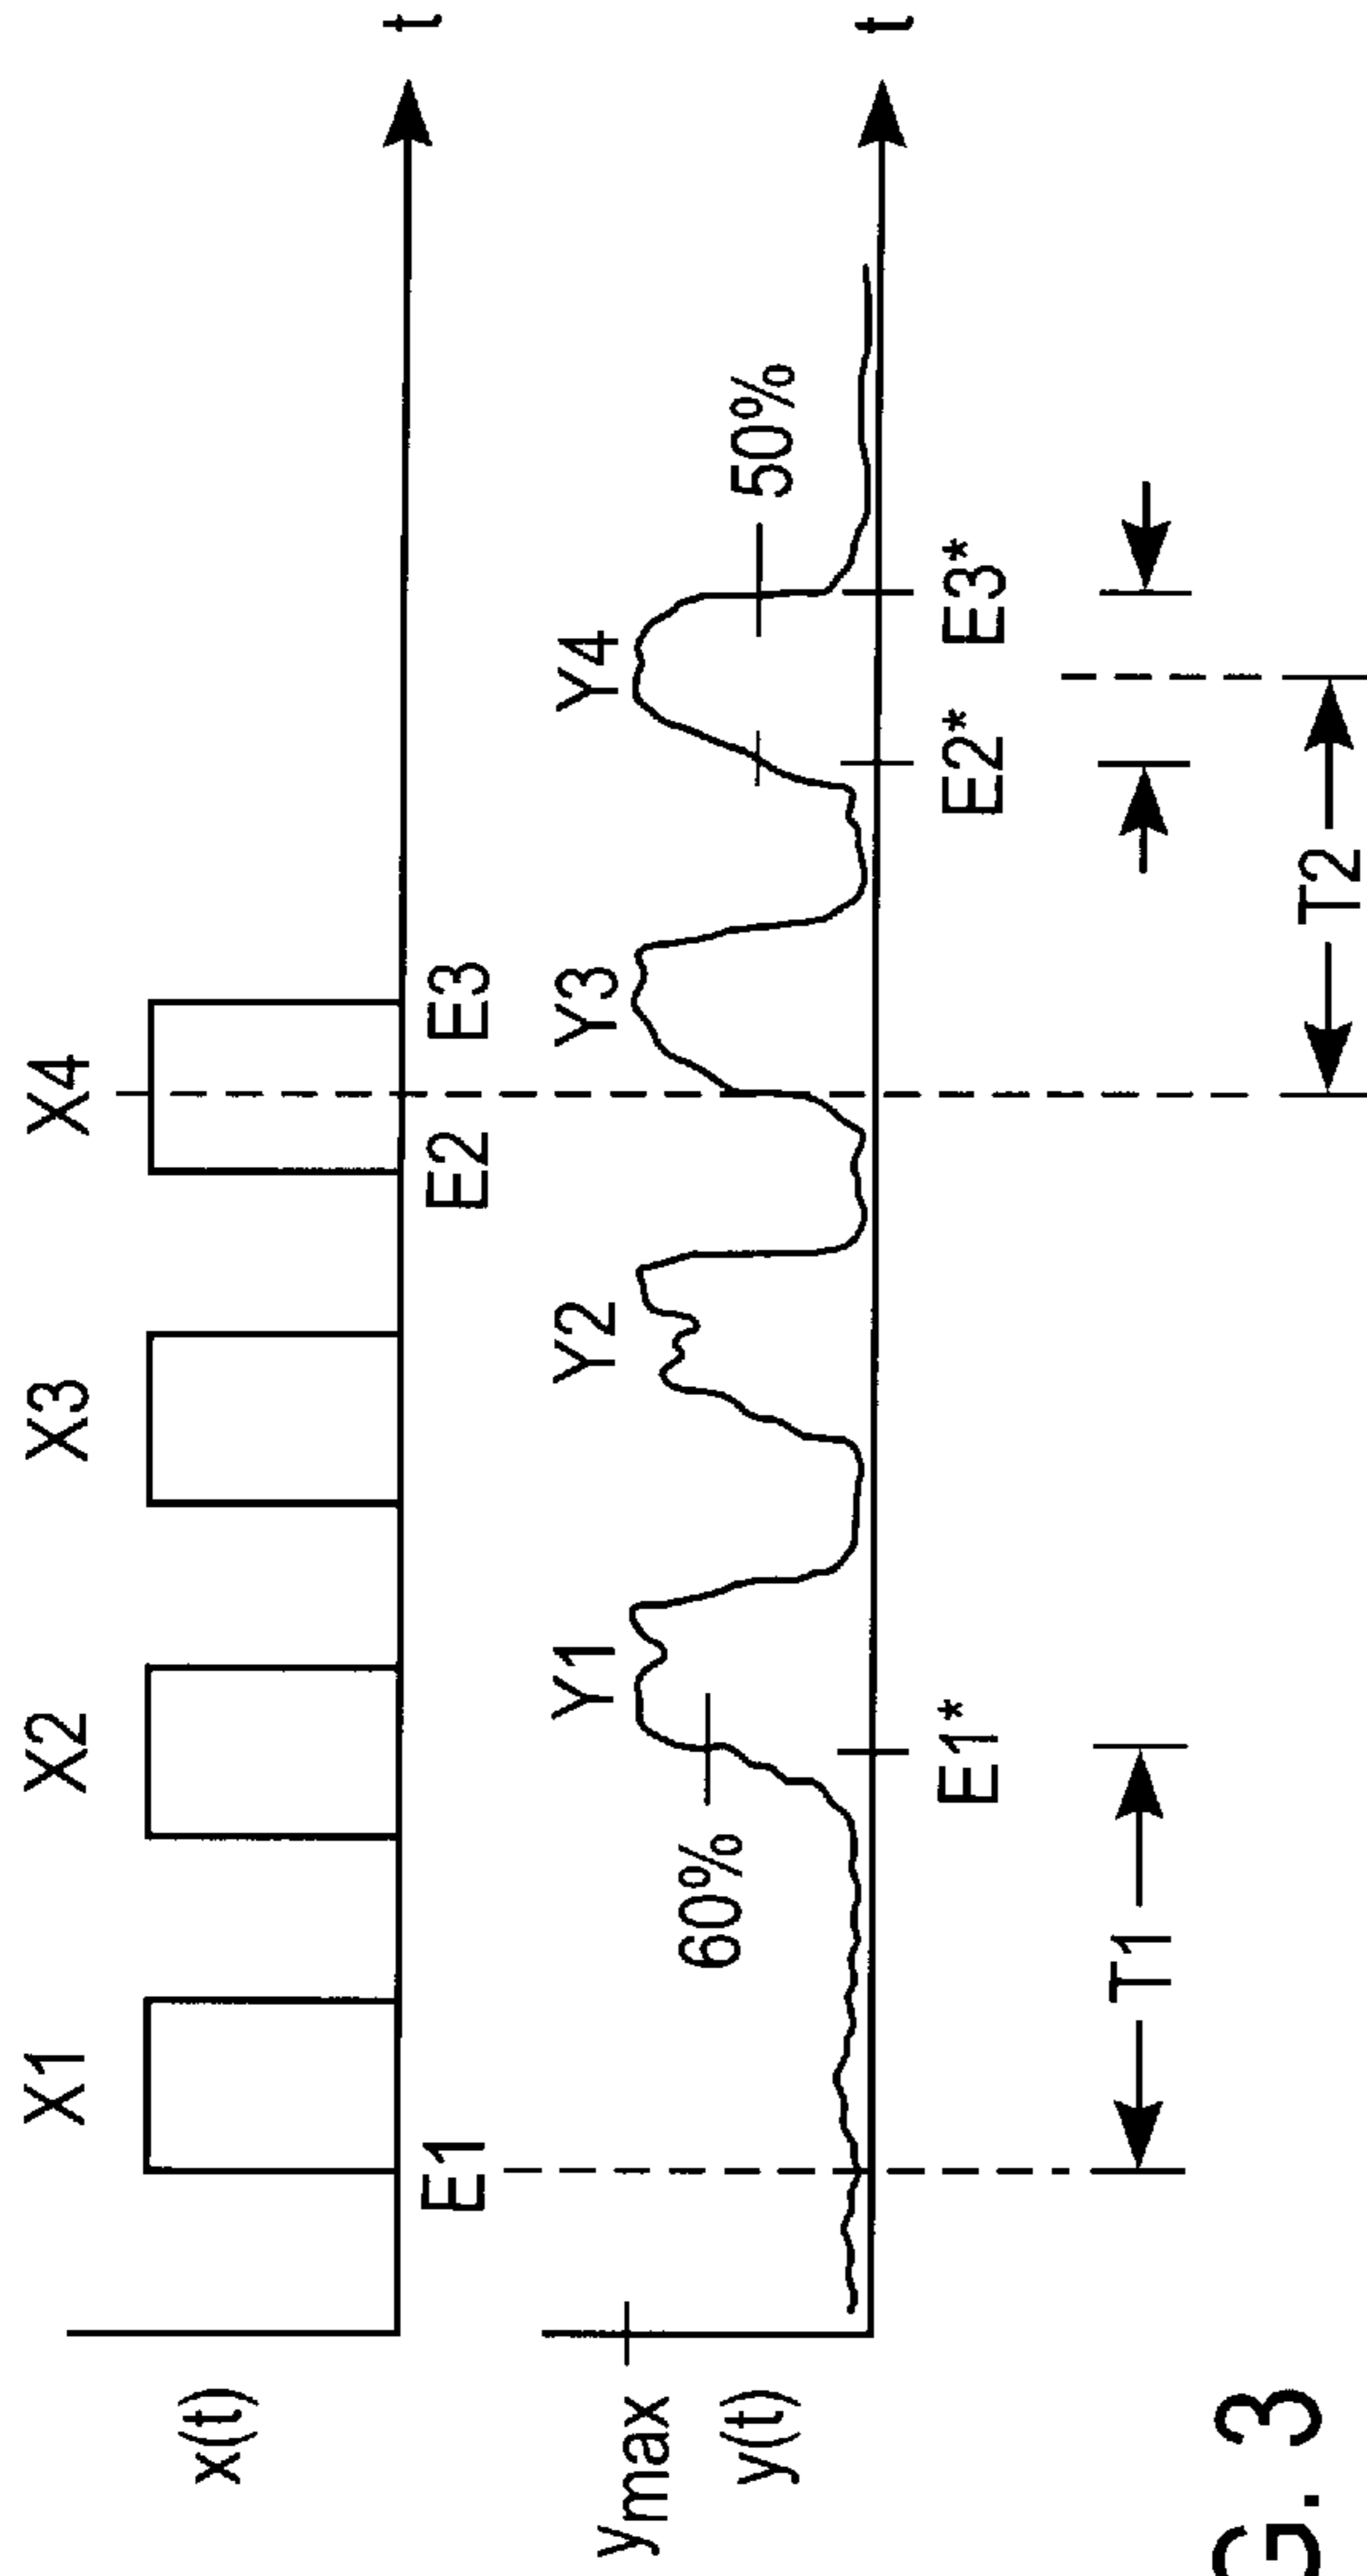 X1 X2 X3 X4
x(t)
t
E1 E2 E3
ymax
Y1 Y2 Y3 Y4
60% 50%
y(t)
t
E1* E2* E3*
T1
T2
G. 3